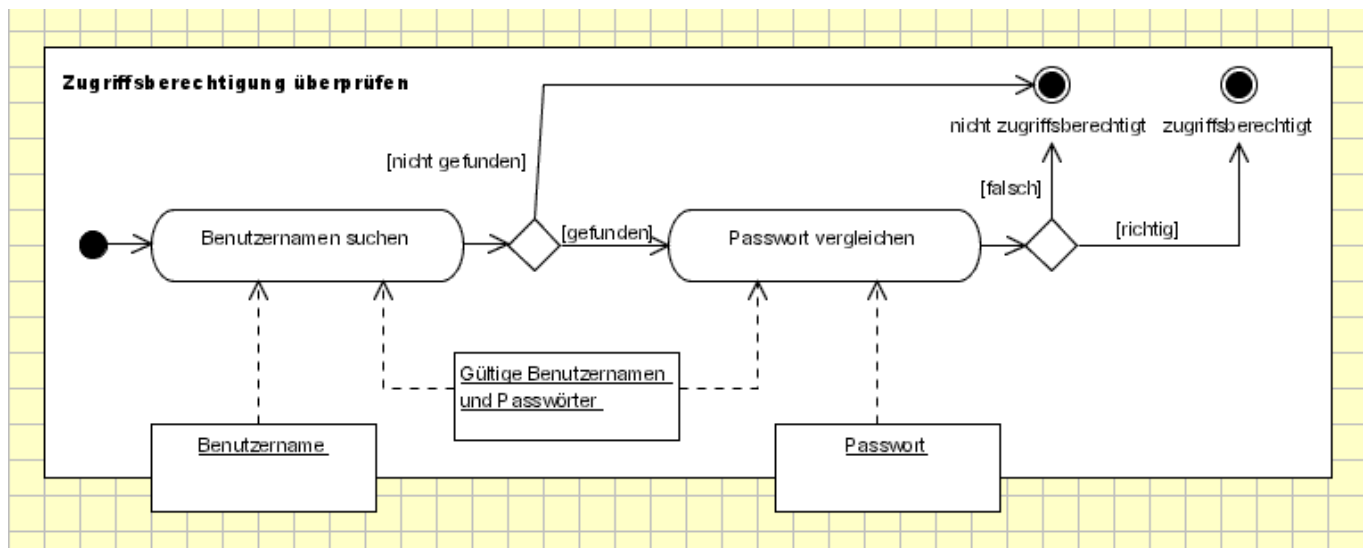 Zugriffsberechtigung überprüfen
nicht zugriffsberechtigt
zugriffsberechtigt
[nicht gefunden]
[falsch]
Benutzernamen suchen
[gefunden]
Passwort vergleichen
[richtig]
Gültige Benutzernamen
und Passwörter
Benutzername
Passwort